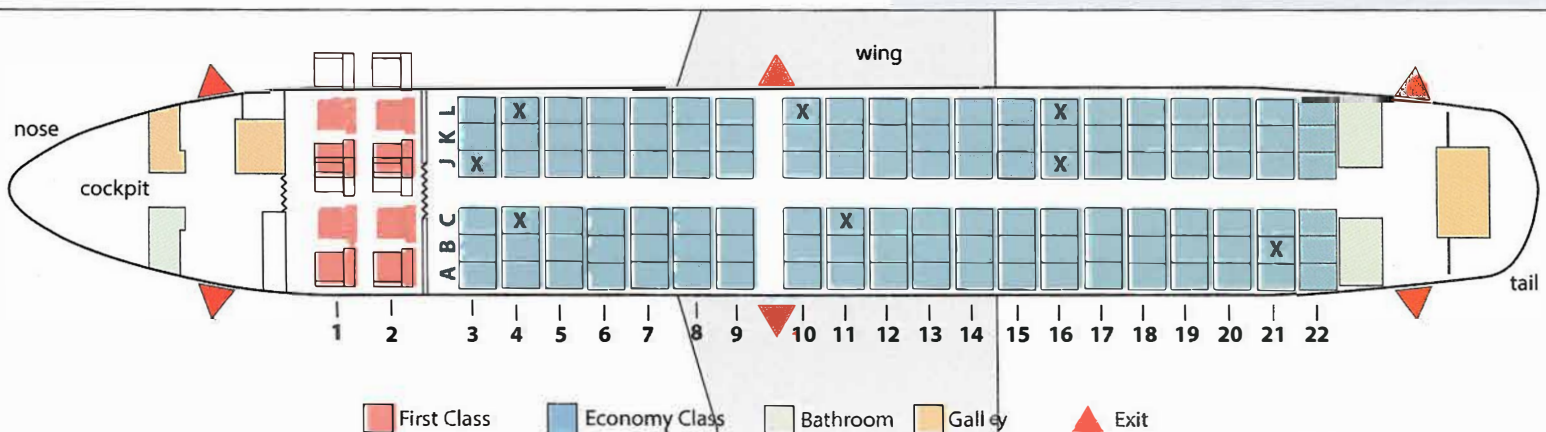 wing
nose
cockpit
L
K
J
C
B
A
X X X
X X
X X
X
tail
1 2 3 4 5 6 7 8 9 10 11 12 13 14 15 16 17 18 19 20 21 22
First Class Economy Class Bathroom Galley Exit